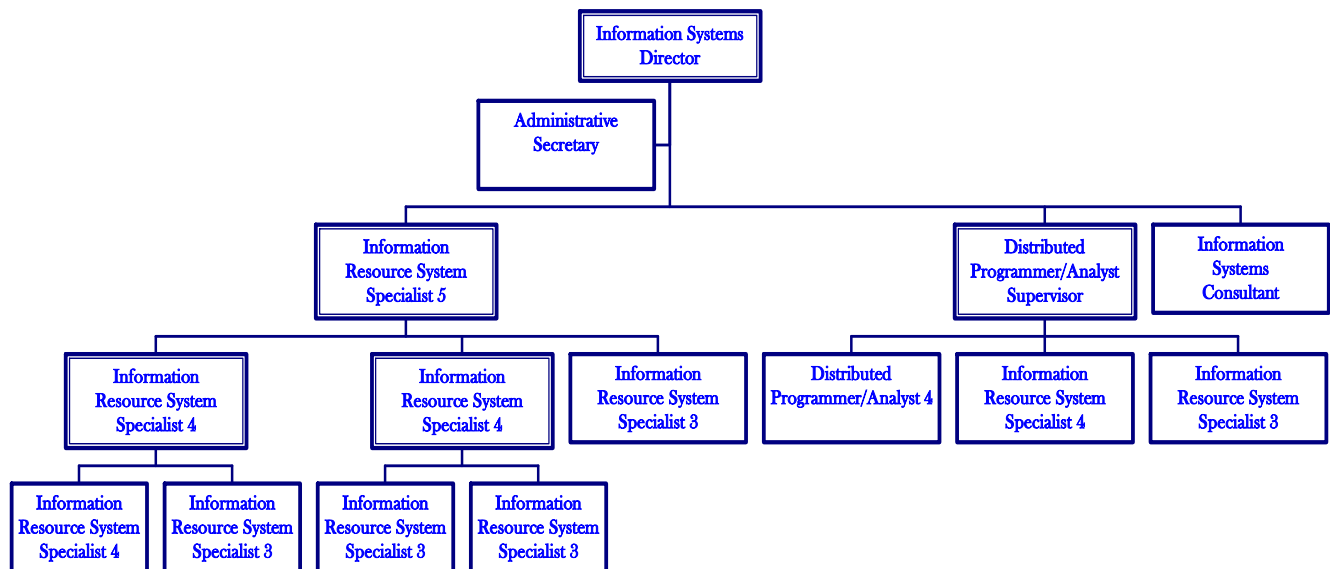 Information Systems
Director
Administrative
Secretary
Information
Resource System
Specialist 5
Distributed
Programmer/Analyst
Supervisor
Information
Systems
Consultant
Information
Resource System
Specialist 4
Information
Resource System
Specialist 4
Information
Resource System
Specialist 3
Distributed
Programmer/Analyst 4
Information
Resource System
Specialist 4
Information
Resource System
Specialist 3
Information
Resource System
Specialist 4
Information
Resource System
Specialist 3
Information
Resource System
Specialist 3
Information
Resource System
Specialist 3